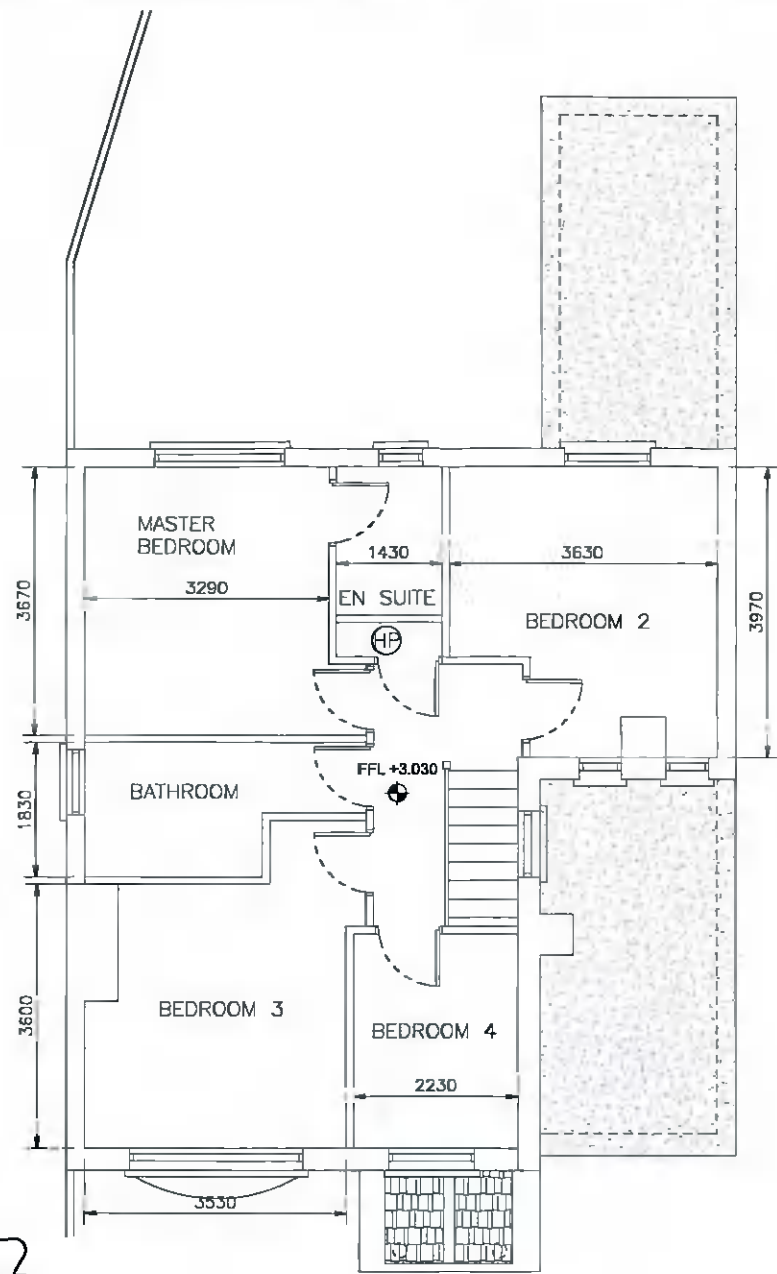 MASTER
BEDROOM
3290
3670
1430
EN SUITE
HP
3630
BEDROOM 2
3970
BATHROOM
1830
FFL +3.030
BEDROOM 3
3600
BEDROOM 4
2230
3530
2